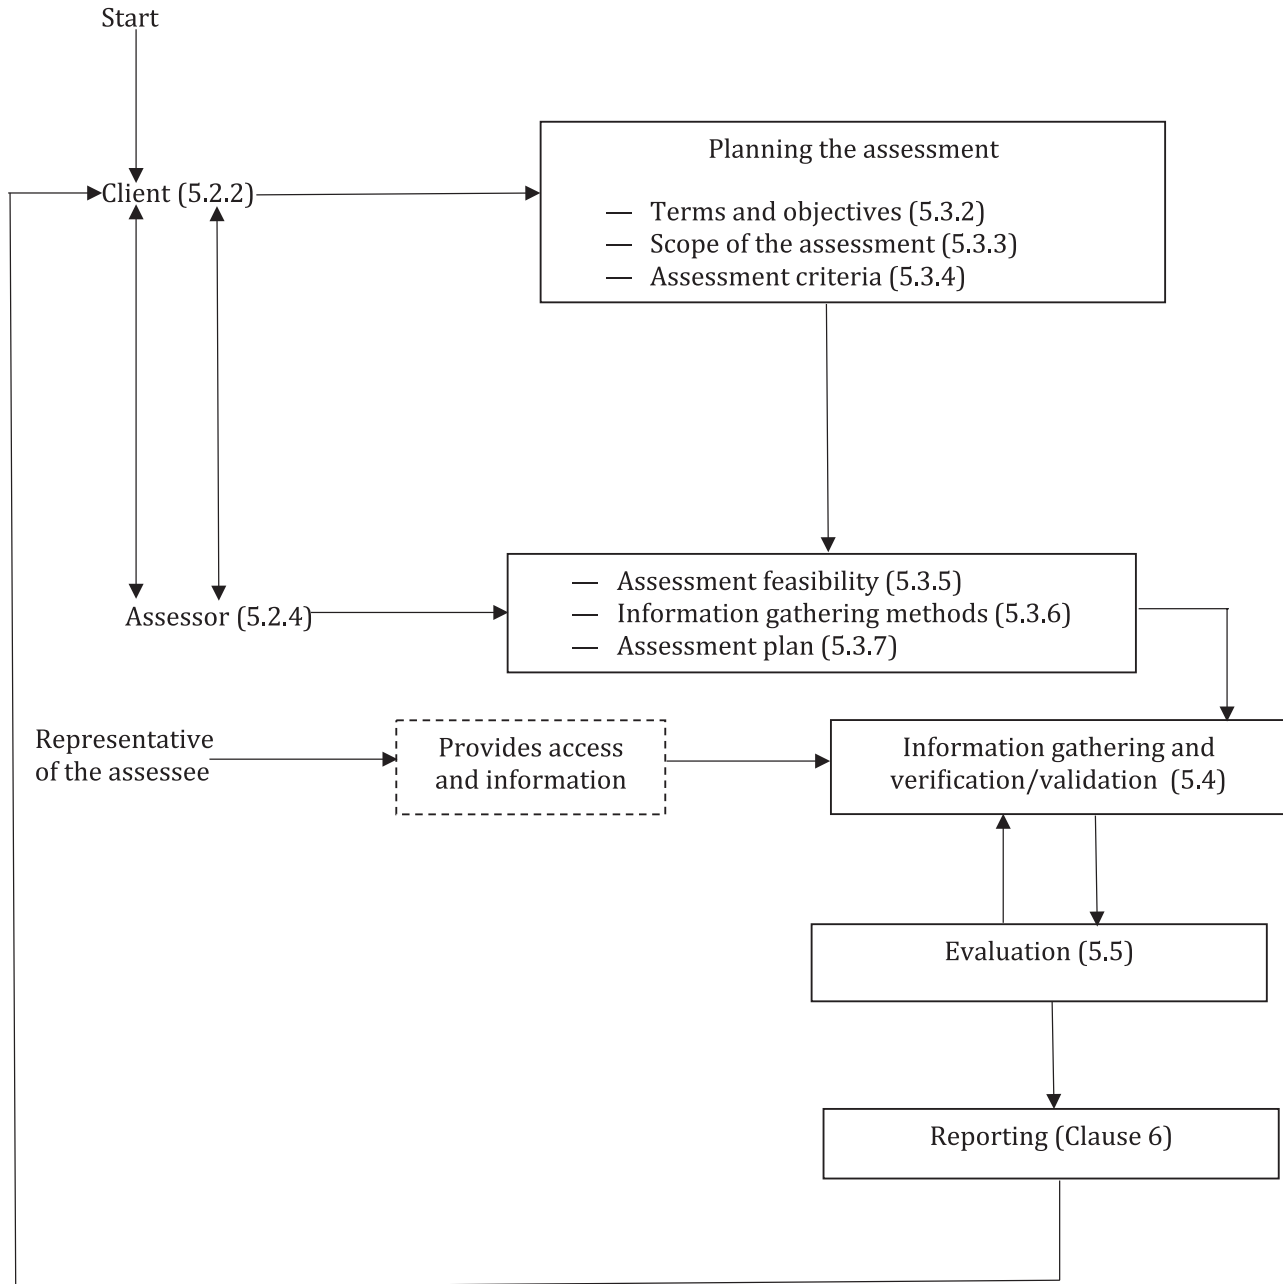 Start
Client (5.2.2)
Planning the assessment
— Terms and objectives (5.3.2)
— Scope of the assessment (5.3.3)
— Assessment criteria (5.3.4)
Assessor (5.2.4)
— Assessment feasibility (5.3.5)
— Information gathering methods (5.3.6)
— Assessment plan (5.3.7)
Representative
of the assessee
Provides access
and information
Information gathering and
verification/validation (5.4)
Evaluation (5.5)
Reporting (Clause 6)